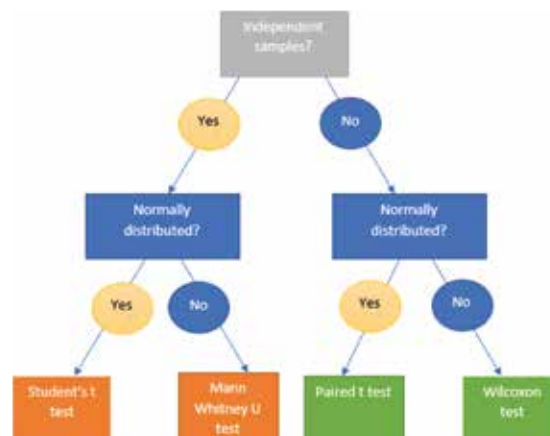 Independent
samples?
Yes
No
Normally
distributed?
Normally
distributed?
Yes
No
Yes
No
Student's t
test
Mann
Whitney U
test
Paired t test
Wilcoxon
test